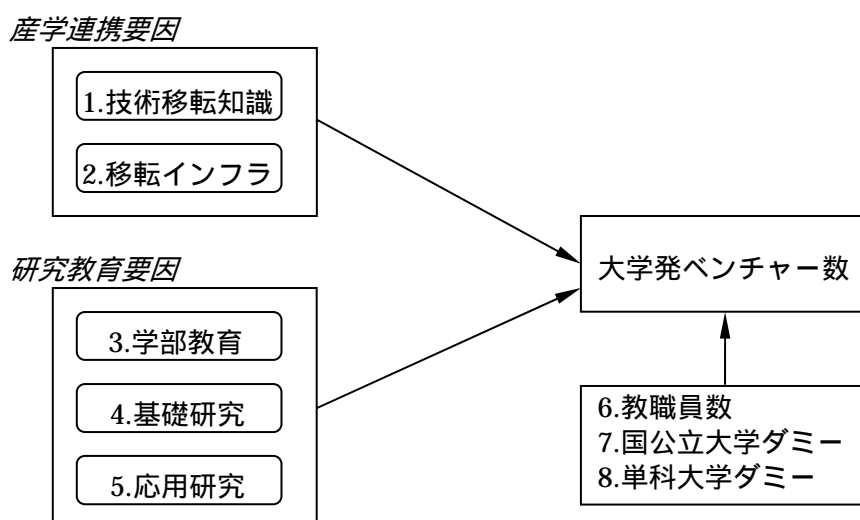 産学連携要因
1.技術移転知識
2.移転インフラ
研究教育要因
3.学部教育
4.基礎研究
5.応用研究
大学発ベンチャー数
6.教職員数
7.国公立大学ダミー
8.単科大学ダミー